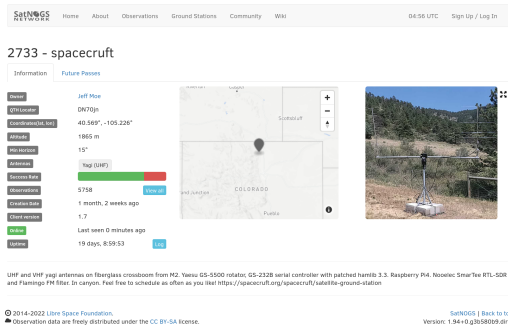 SatNOGS NETWORK Home About Observations Ground Stations Community Wiki 04:56 UTC Sign Up / Log In
2733 - spacecruft
Information Future Passes
Owner Jeff Moe
QTH Locator DN70jn
Coordinates(lat, lon) 40.569°, -105.226°
Altitude 1865 m
Min Horizon 15°
Antennas Yagi (UHF)
Success Rate
Observations 5758 View all
Creation Date 1 month, 2 weeks ago
Client version 1.7
Online Last seen 0 minutes ago
Uptime 19 days, 8:59:53 Log
Scottsbluff
COLORADO
Pueblo
UHF and VHF yagi antennas on fiberglass crossboom from M2. Yaesu GS-5500 rotator, GS-232B serial controller with patched hamlib 3.3. Raspberry Pi4. Nooelec SmarTee RTL-SDR
and Flamingo FM filter. In canyon. Feel free to schedule as often as you like! https://spacecruft.org/spacecruft/satellite-ground-station
© 2014-2022 Libre Space Foundation. SatNOGS | Back to to
Observation data are freely distributed under the CC BY-SA license. Version: 1.94+0.g3b580b9.dir